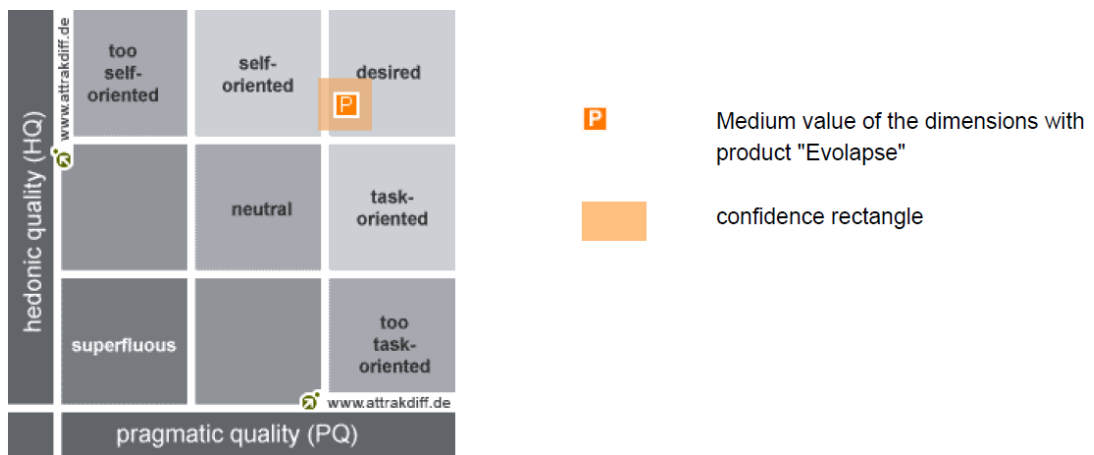 hedonic quality (HQ)
www.attrakdiff.de
too
self-
oriented
self-
oriented
desired
P
neutral
task-
oriented
superfluous
too
task-
oriented
www.attrakdiff.de
pragmatic quality (PQ)
P
Medium value of the dimensions with
product "Evolapse"
confidence rectangle